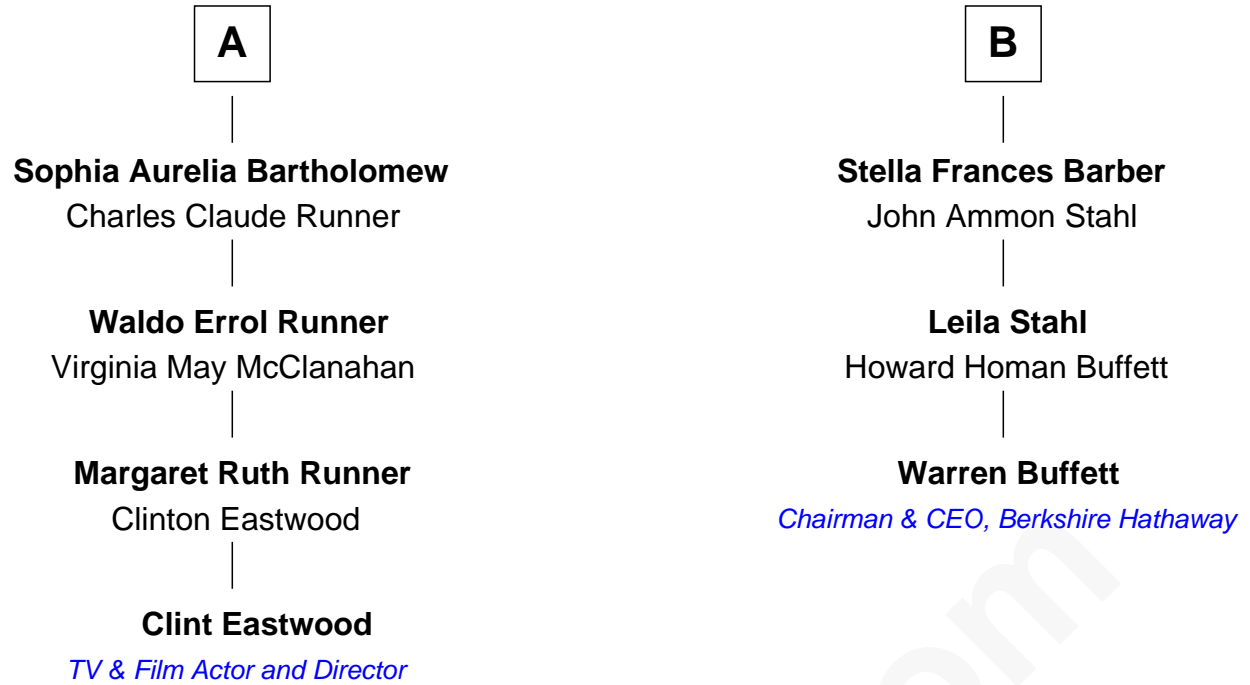 A
Sophia Aurelia Bartholomew
Charles Claude Runner
Waldo Errol Runner
Virginia May McClanahan
Margaret Ruth Runner
Clinton Eastwood
Clint Eastwood
TV & Film Actor and Director
B
Stella Frances Barber
John Ammon Stahl
Leila Stahl
Howard Homan Buffett
Warren Buffett
Chairman & CEO, Berkshire Hathaway
om